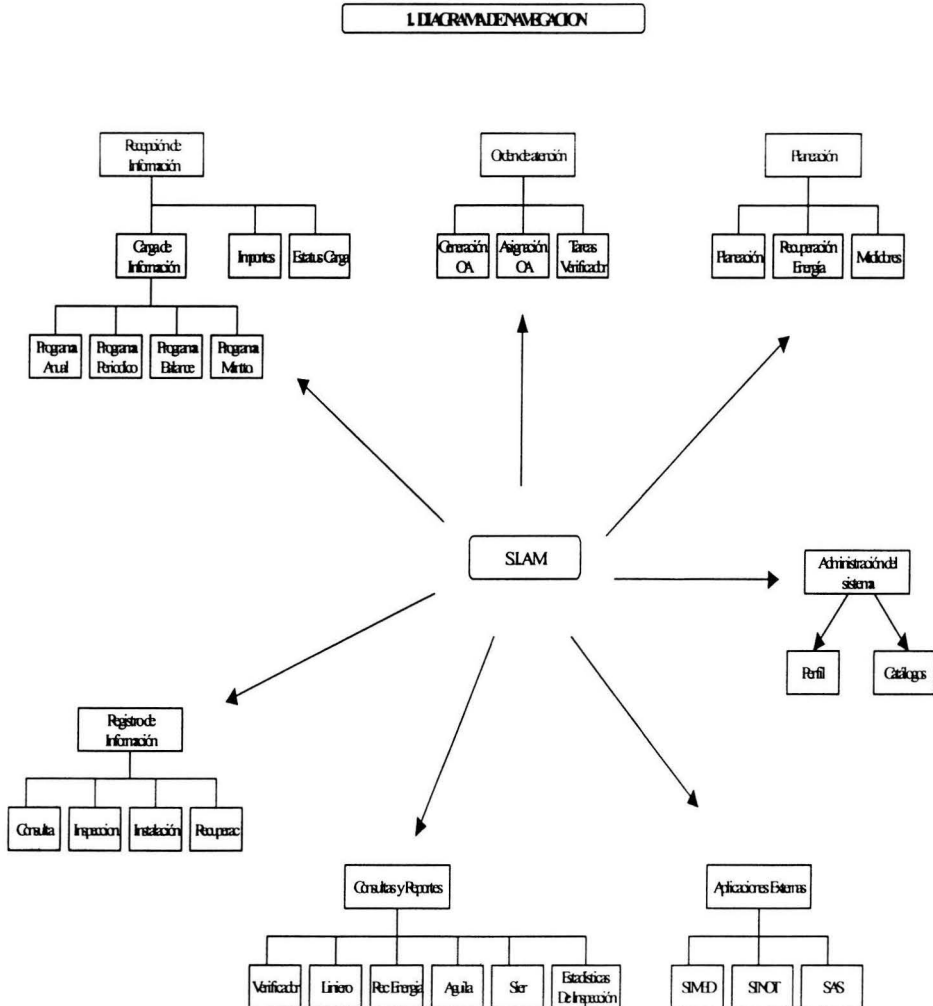 1. DIAGRAMA DE NAVEGACION
Recepción de
Información
Orden de atención
Planeación
Carga de
Información
Importes
Estatus Carga
Generación
OA
Asignación
OA
Tareas
Verificador
Planeación
Recuperación
Energía
Medidores
Programa
Anual
Programa
Periodico
Programa
Balance
Programa
Mintto
S.I.A.M
Administración del
sistema
Perfil
Catálogos
Registro de
Información
Consulta
Inspeccion
Instalación
Recuperac
Consultas y Reportes
Aplicaciones Externas
Verificador
Liniero
Rec Energia
Aguila
Sier
Estadísticas
De Inspección
SIMED
SINOT
SAS